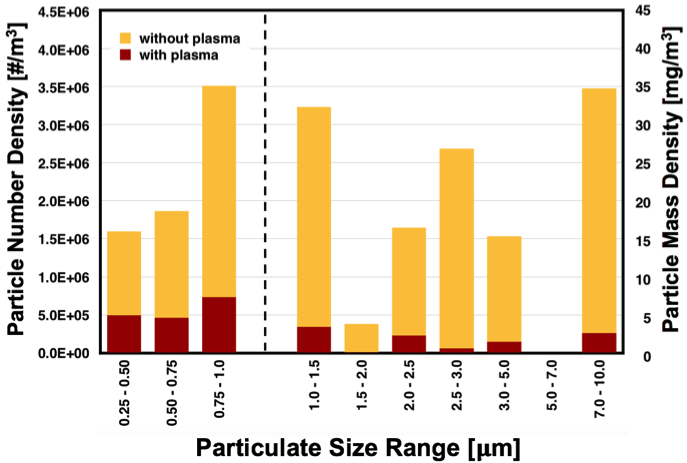 Particle Number Density [#/m³]
4.5E+06
4.0E+06
3.5E+06
3.0E+06
2.5E+06
2.0E+06
1.5E+06
1.0E+06
5.0E+05
0.0E+00
without plasma
with plasma
45
40
35
30
25
20
15
10
5
0
Particle Mass Density [mg/m³]
0.25 - 0.50
0.50 - 0.75
0.75 - 1.0
1.0 - 1.5
1.5 - 2.0
2.0 - 2.5
2.5 - 3.0
3.0 - 5.0
5.0 - 7.0
7.0 - 10.0
Particulate Size Range [μm]